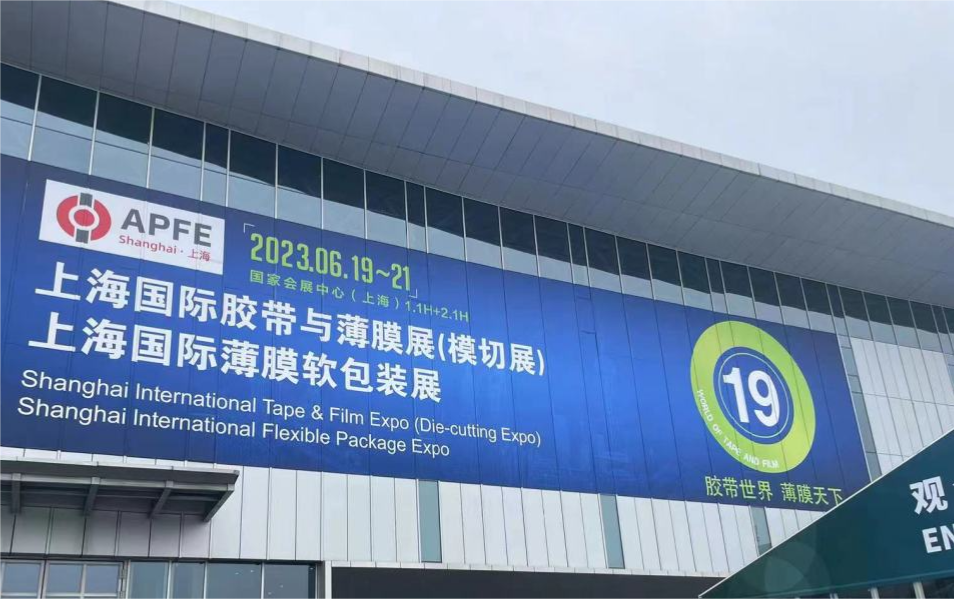 APFE
Shanghai · 上海
2023.06.19~21
国家会展中心（上海）1.1H+2.1H
上海国际胶带与薄膜展(模切展)
上海国际薄膜软包装展
Shanghai International Tape & Film Expo (Die-cutting Expo)
Shanghai International Flexible Package Expo
19
WORLD OF TAPE AND FILM
胶带世界 薄膜天下
观
EN